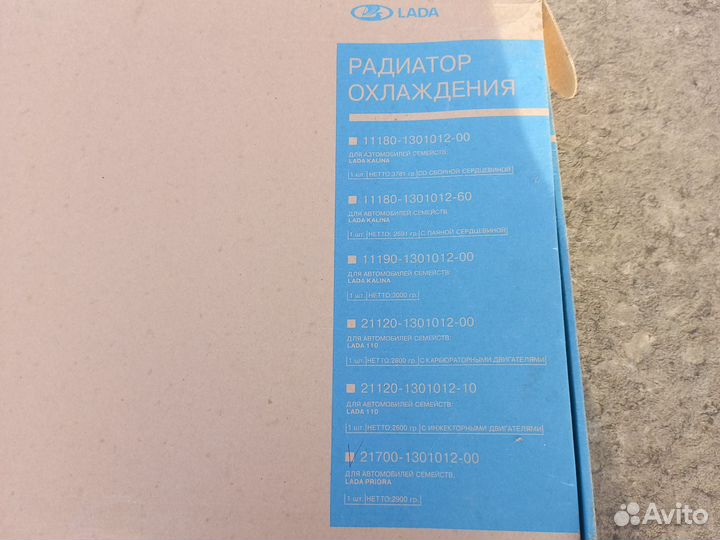 LADA
РАДИАТОР
ОХЛАЖДЕНИЯ
11180-1301012-00
ДЛЯ АВТОМОБИЛЕЙ СЕМЕЙСТВ:
LADA KALINA
1 шт. НЕТТО:3781 гр. СО СБОРНОЙ СЕРДЦЕВИНОЙ
11180-1301012-60
ДЛЯ АВТОМОБИЛЕЙ СЕМЕЙСТВ:
LADA KALINA
1 шт. НЕТТО: 2591 гр. С ПАЯНОЙ СЕРДЦЕВИНОЙ
11190-1301012-00
ДЛЯ АВТОМОБИЛЕЙ СЕМЕЙСТВ:
LADA KALINA
1 шт. НЕТТО:3000 гр.
21120-1301012-00
ДЛЯ АВТОМОБИЛЕЙ СЕМЕЙСТВ:
LADA 110
1 шт. НЕТТО:2600 гр. С КАРБЮРАТОРНЫМИ ДВИГАТЕЛЯМИ
21120-1301012-10
ДЛЯ АВТОМОБИЛЕЙ СЕМЕЙСТВ:
LADA 110
1 шт. НЕТТО:2600 гр. С ИНЖЕКТОРНЫМИ ДВИГАТЕЛЯМИ
21700-1301012-00
ДЛЯ АВТОМОБИЛЕЙ СЕМЕЙСТВ:
LADA PRIORA
1 шт. НЕТТО:2900 гр.
Avito